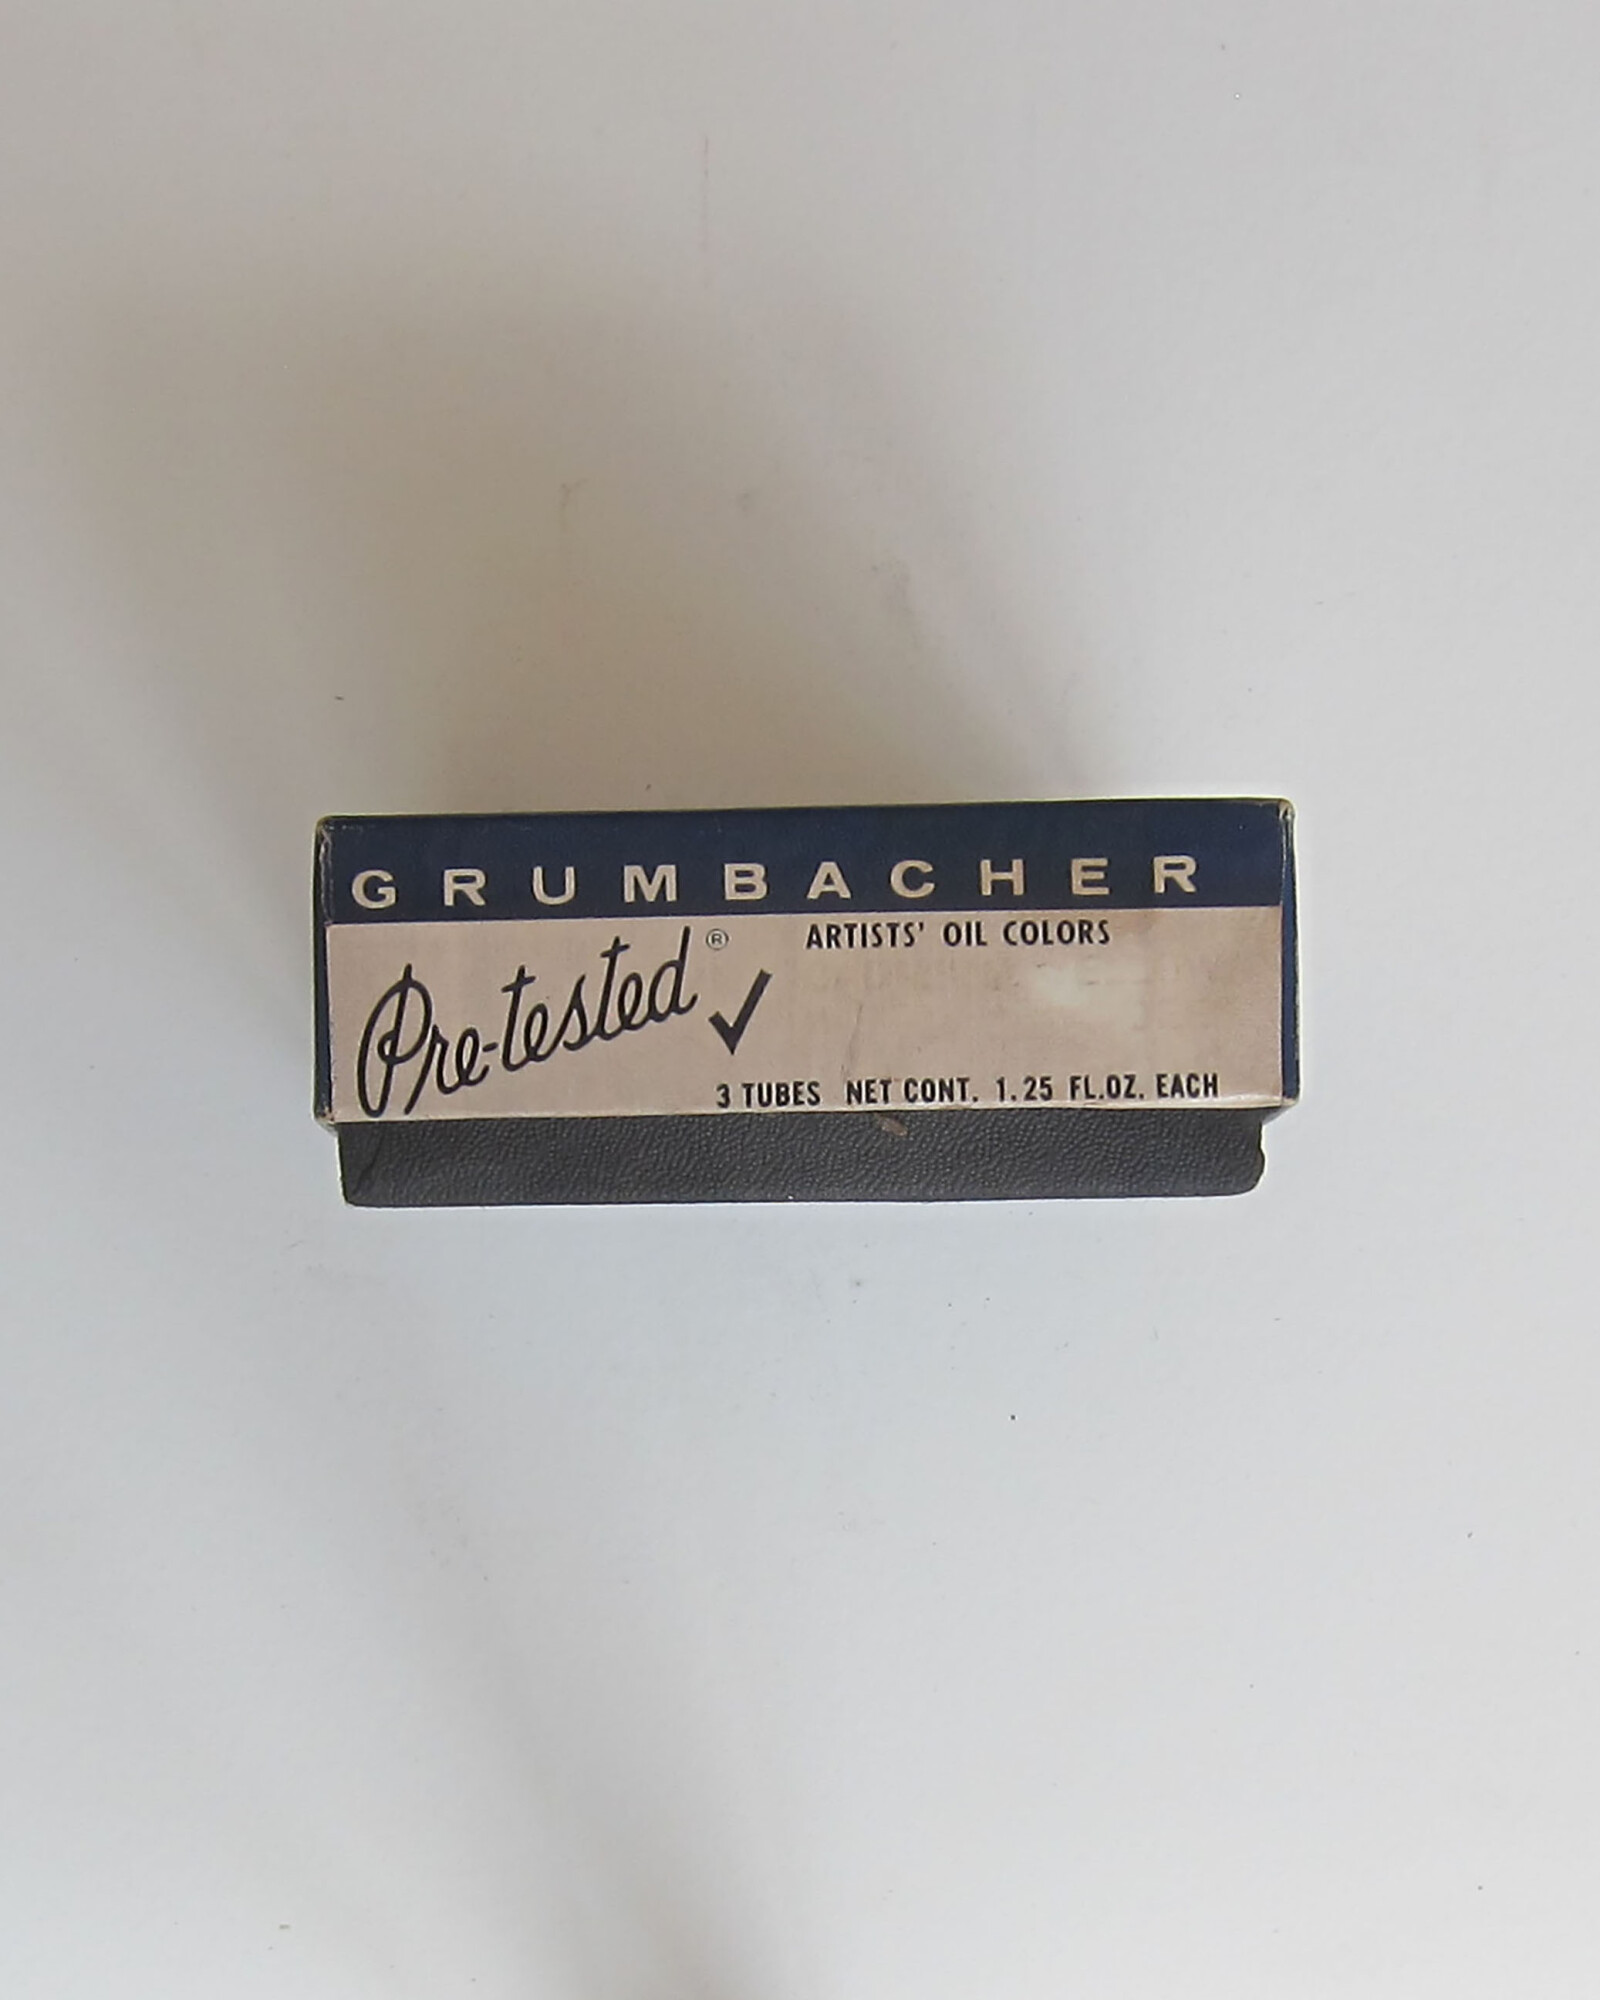 GRUMBACHER
Pre-tested®
ARTISTS' OIL COLORS
3 TUBES NET CONT. 1.25 FL.OZ. EACH